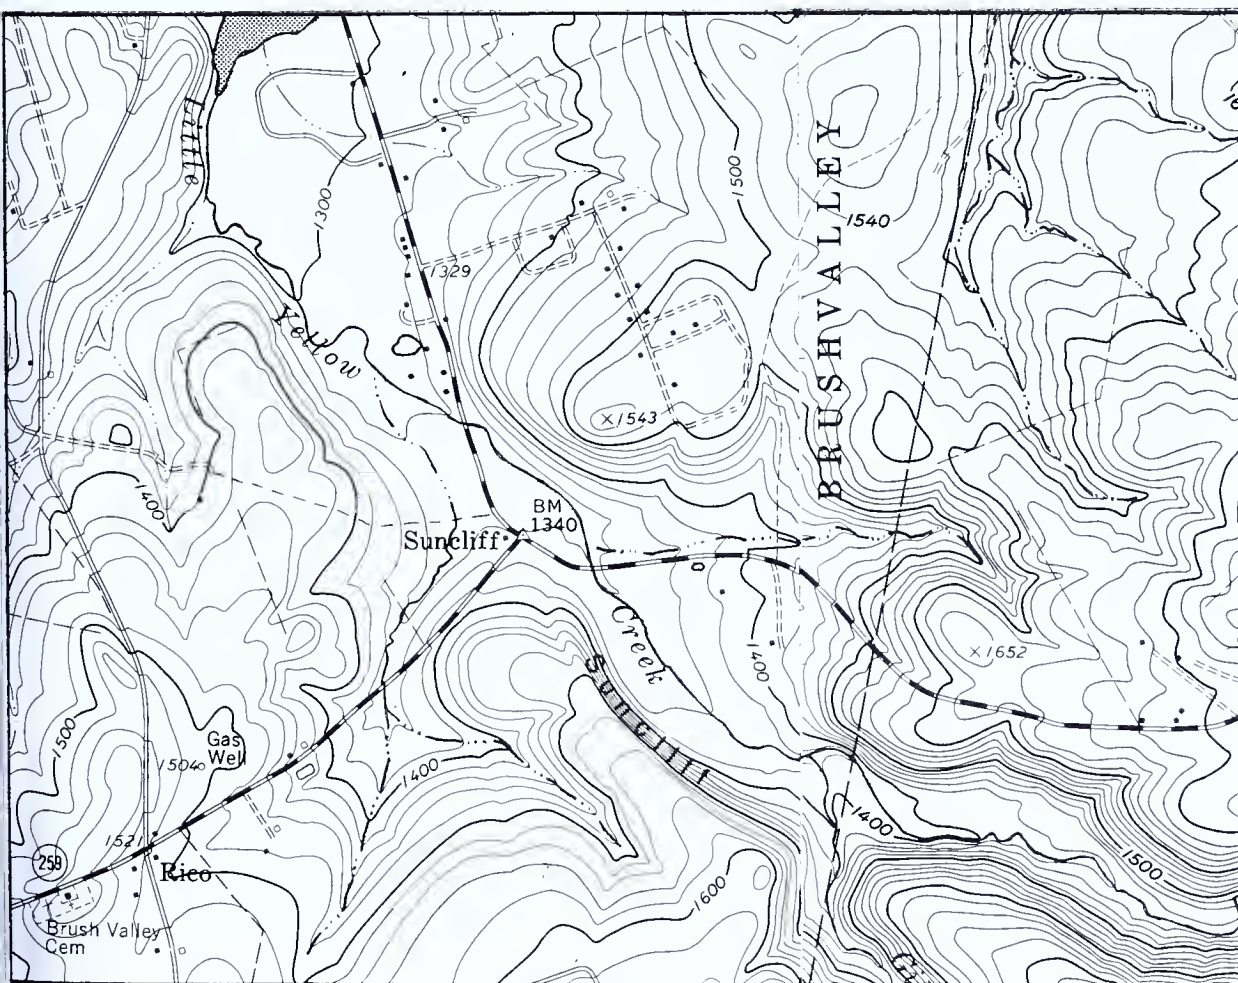 Little
1300
1500
BRUSHVALLEY
1540
1329
Yellow
×1543
1400
BM
1340
Suncliff
Creek
1400
×1652
Suncliff
1500
Gas
Well
1504
1400
1400
1521
1500
259
Rico
1600
Brush Valley
Cem